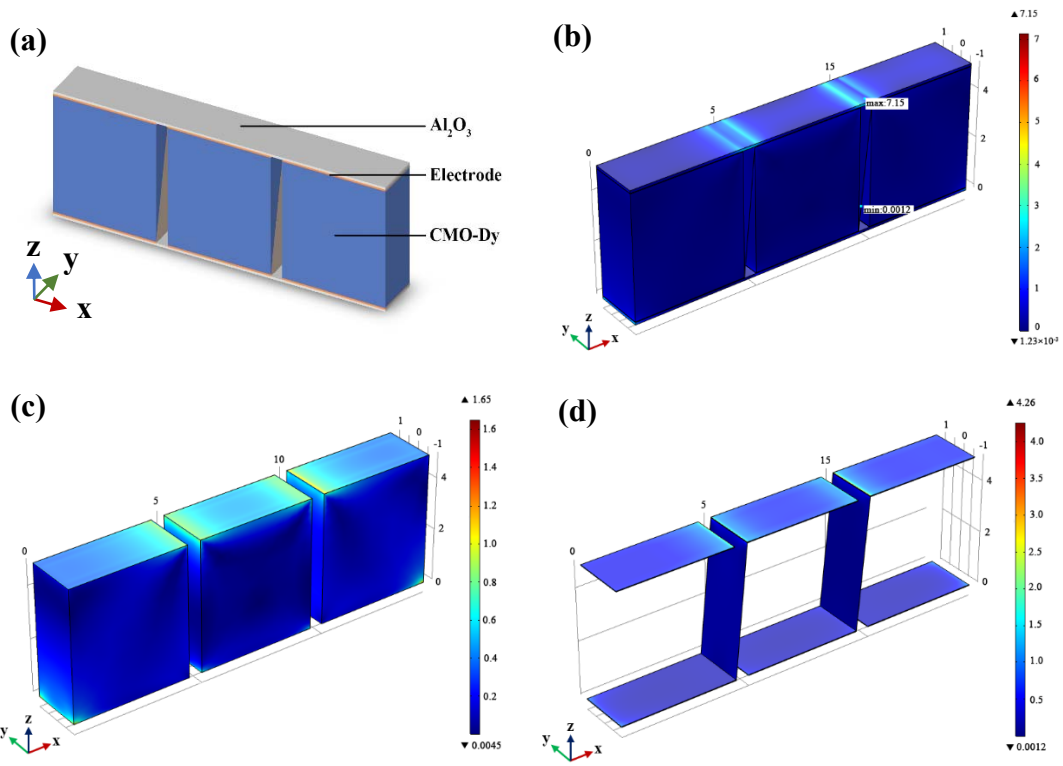 (a)
Al₂O₃
Electrode
CMO-Dy
z
y
x
(b)
▲ 7.15
7
6
5
4
3
2
1
0
▼ 1.23×10⁻³
1
0
-1
4
2
0
15
5
0
max:7.15
min:0.0012
y
z
x
(c)
▲ 1.65
1.6
1.4
1.2
1.0
0.8
0.6
0.4
0.2
▼ 0.0045
1
0
-1
4
2
0
10
5
0
y
z
x
(d)
▲ 4.26
4.0
3.5
3.0
2.5
2.0
1.5
1.0
0.5
0.0012
1
0
-1
4
2
0
15
5
0
y
z
x